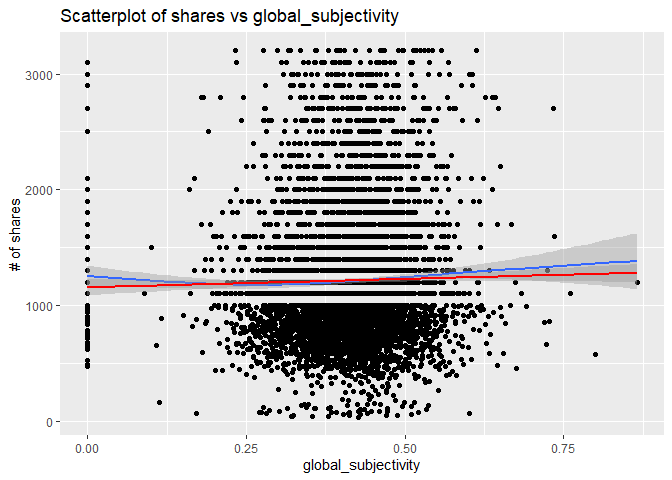 Scatterplot of shares vs global_subjectivity
# of shares
3000
2000
1000
0
0.00 0.25 0.50 0.75
global_subjectivity